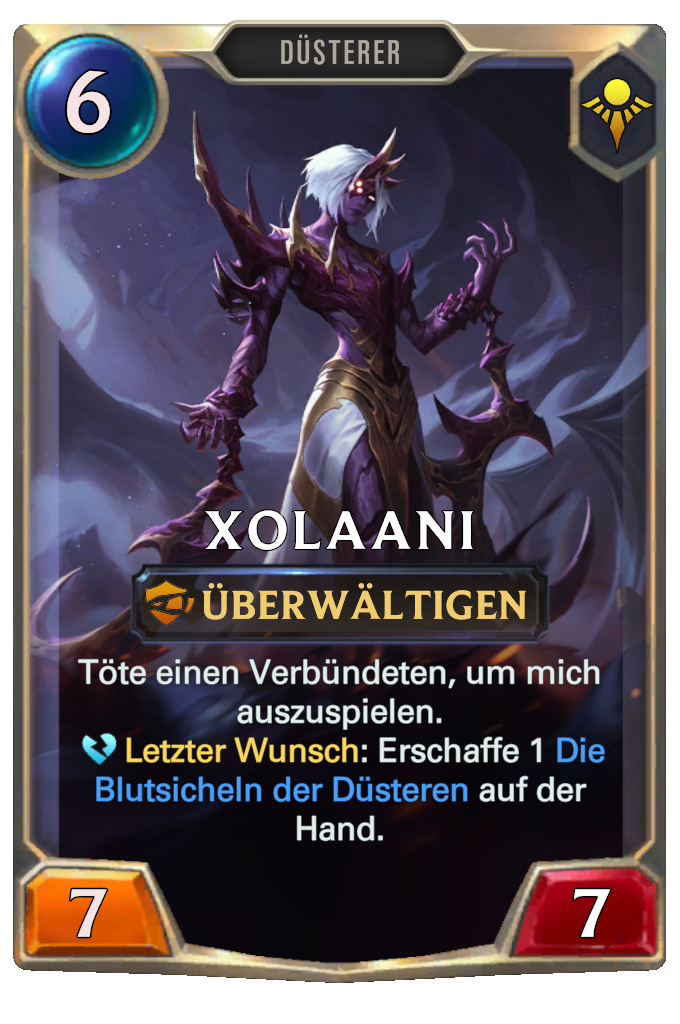 DÜSTERER
6
XOLAANI
ÜBERWÄLTIGEN
Töte einen Verbündeten, um mich
auszuspielen.
Letzter Wunsch: Erschaffe 1 Die
Blutsicheln der Düsteren auf der
Hand.
7
7